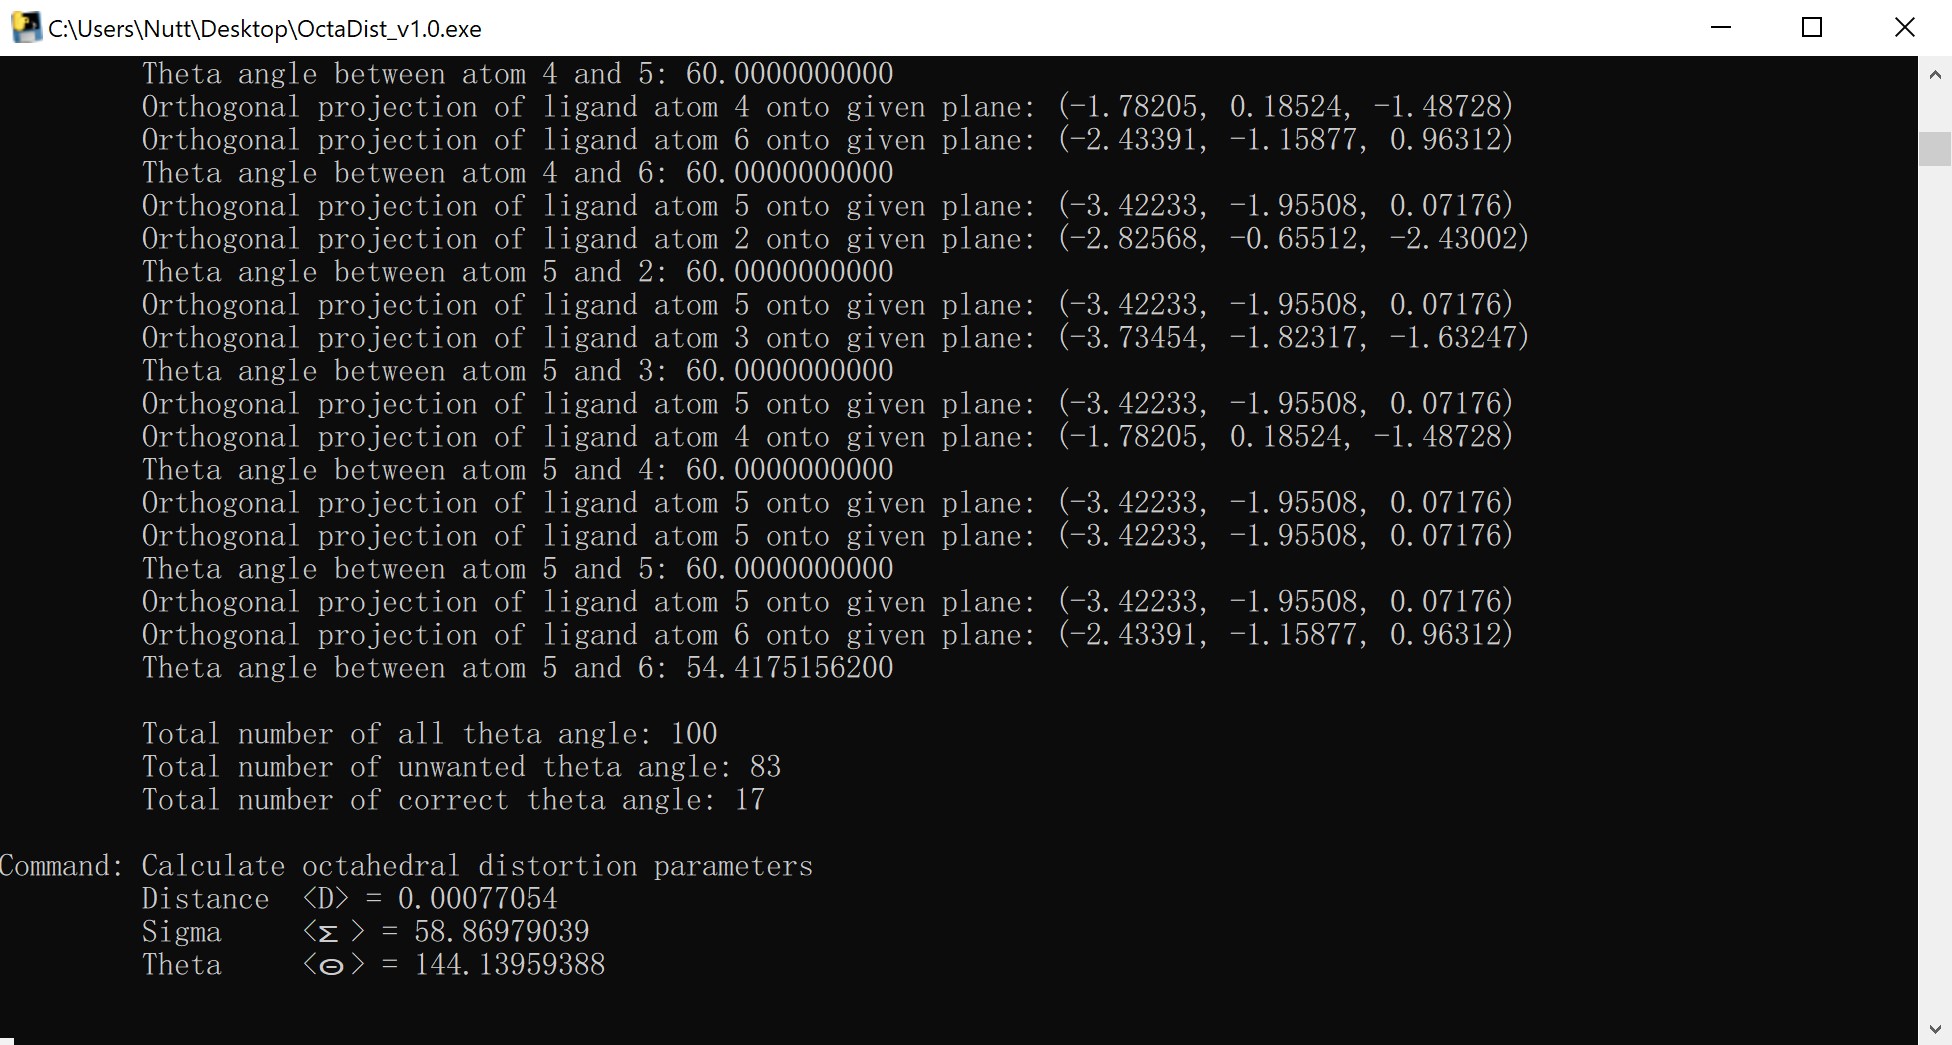 C:\Users\Nutt\Desktop\OctaDist_v1.0.exe
Theta angle between atom 4 and 5: 60.0000000000
Orthogonal projection of ligand atom 4 onto given plane: (-1.78205, 0.18524, -1.48728)
Orthogonal projection of ligand atom 6 onto given plane: (-2.43391, -1.15877, 0.96312)
Theta angle between atom 4 and 6: 60.0000000000
Orthogonal projection of ligand atom 5 onto given plane: (-3.42233, -1.95508, 0.07176)
Orthogonal projection of ligand atom 2 onto given plane: (-2.82568, -0.65512, -2.43002)
Theta angle between atom 5 and 2: 60.0000000000
Orthogonal projection of ligand atom 5 onto given plane: (-3.42233, -1.95508, 0.07176)
Orthogonal projection of ligand atom 3 onto given plane: (-3.73454, -1.82317, -1.63247)
Theta angle between atom 5 and 3: 60.0000000000
Orthogonal projection of ligand atom 5 onto given plane: (-3.42233, -1.95508, 0.07176)
Orthogonal projection of ligand atom 4 onto given plane: (-1.78205, 0.18524, -1.48728)
Theta angle between atom 5 and 4: 60.0000000000
Orthogonal projection of ligand atom 5 onto given plane: (-3.42233, -1.95508, 0.07176)
Orthogonal projection of ligand atom 5 onto given plane: (-3.42233, -1.95508, 0.07176)
Theta angle between atom 5 and 5: 60.0000000000
Orthogonal projection of ligand atom 5 onto given plane: (-3.42233, -1.95508, 0.07176)
Orthogonal projection of ligand atom 6 onto given plane: (-2.43391, -1.15877, 0.96312)
Theta angle between atom 5 and 6: 54.4175156200
Total number of all theta angle: 100
Total number of unwanted theta angle: 83
Total number of correct theta angle: 17
Command: Calculate octahedral distortion parameters
Distance <D> = 0.00077054
Sigma <Σ > = 58.86979039
Theta <Θ> = 144.13959388